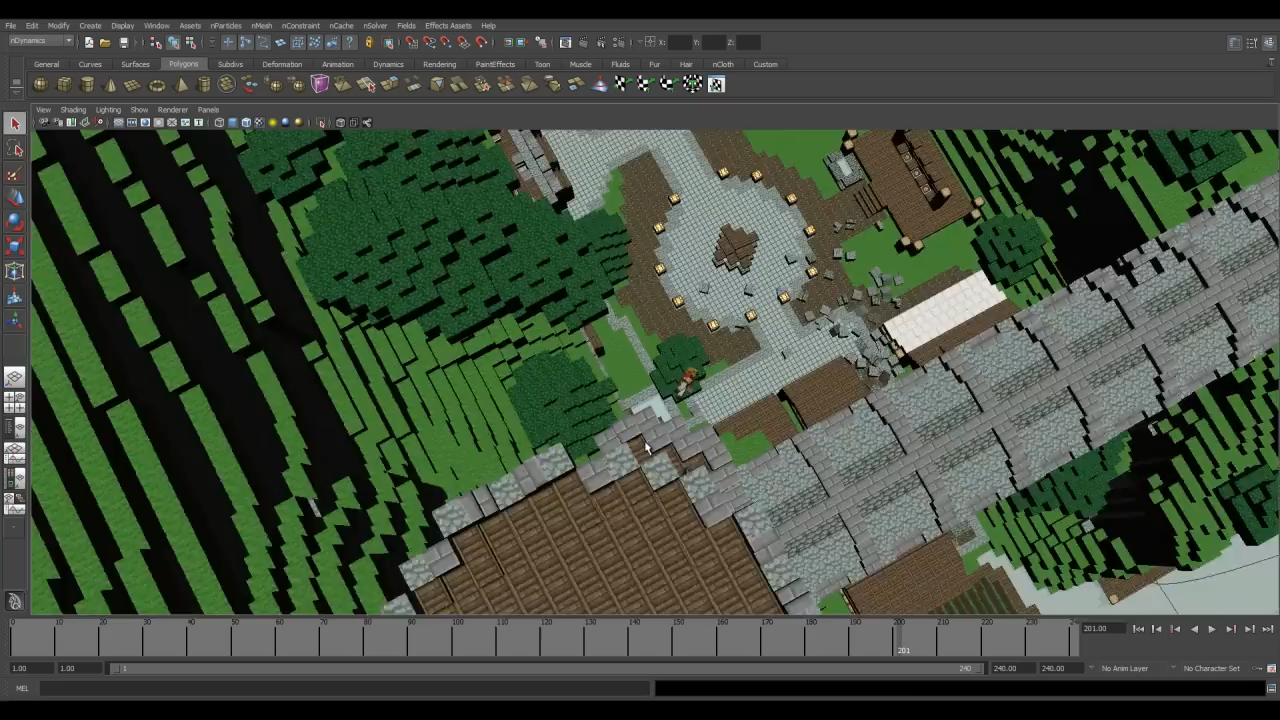 File Edit Modify Create Display Window Assets nParticles nMesh nConstraint nCache nSolver Fields Effects Assets Help
nDynamics X: Y: Z:
General Curves Surfaces Polygons Subdivs Deformation Animation Dynamics Rendering PaintEffects Toon Muscle Fluids Fur Hair nCloth Custom
View Shading Lighting Show Renderer Panels
0 10 20 30 40 50 60 70 80 90 100 110 120 130 140 150 160 170 180 190 200 210 220 230 201.00
201
1.00 1.00 1 240 240.00 240.00 No Anim Layer No Character Set
MEL